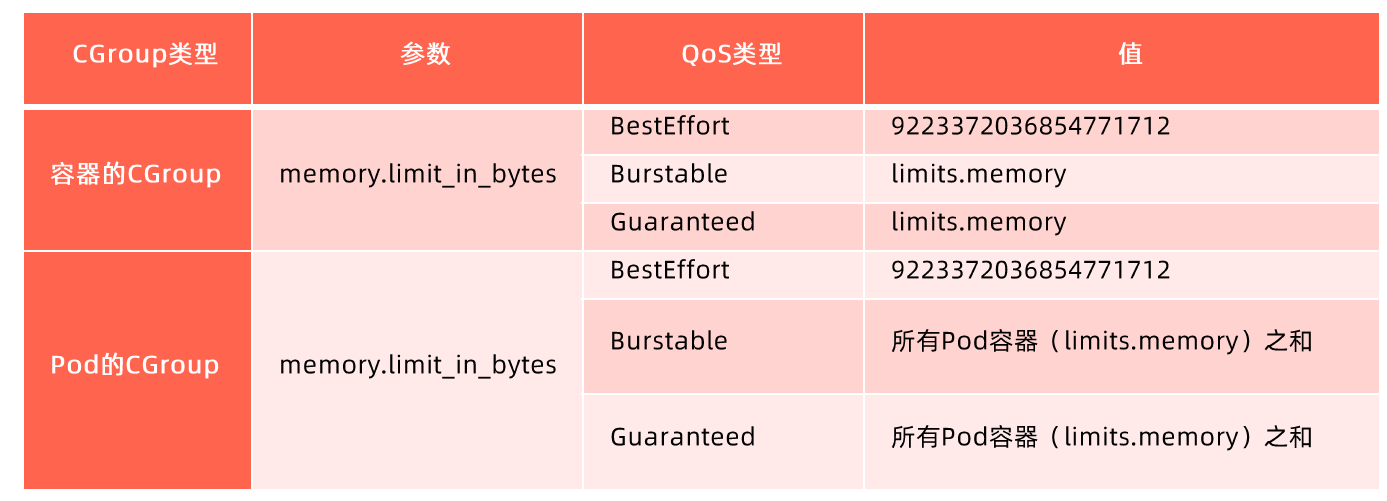 CGroup类型 参数 QoS类型 值
容器的CGroup memory.limit_in_bytes BestEffort 9223372036854771712
Burstable limits.memory
Guaranteed limits.memory
Pod的CGroup memory.limit_in_bytes BestEffort 9223372036854771712
Burstable 所有Pod容器（limits.memory）之和
Guaranteed 所有Pod容器（limits.memory）之和